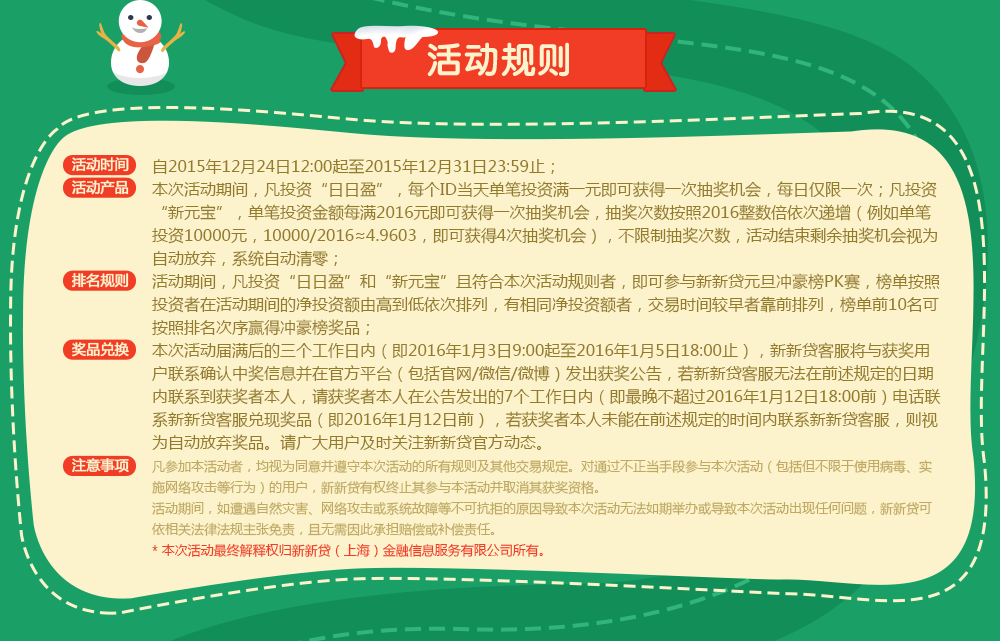 活动规则
活动时间 自2015年12月24日12:00起至2015年12月31日23:59止；
活动产品 本次活动期间，凡投资“日日盈”，每个ID当天单笔投资满一元即可获得一次抽奖机会，每日仅限一次；凡投资
“新元宝”，单笔投资金额每满2016元即可获得一次抽奖机会，抽奖次数按照2016整数倍依次递增（例如单笔
投资10000元，10000/2016≈4.9603，即可获得4次抽奖机会），不限制抽奖次数，活动结束剩余抽奖机会视为
自动放弃，系统自动清零；
排名规则 活动期间，凡投资“日日盈”和“新元宝”且符合本次活动规则者，即可参与新新贷元旦冲豪榜PK赛，榜单按照
投资者在活动期间的净投资额由高到低依次排列，有相同净投资额者，交易时间较早者靠前排列，榜单前10名可
按照排名次序赢得冲豪榜奖品；
奖品兑换 本次活动届满后的三个工作日内（即2016年1月3日9:00起至2016年1月5日18:00止），新新贷客服将与获奖用
户联系确认中奖信息并在官方平台（包括官网/微信/微博）发出获奖公告，若新新贷客服无法在前述规定的日期
内联系到获奖者本人，请获奖者本人在公告发出的7个工作日内（即最晚不超过2016年1月12日18:00前）电话联
系新新贷客服兑现奖品（即2016年1月12日前），若获奖者本人未能在前述规定的时间内联系新新贷客服，则视
为自动放弃奖品。请广大用户及时关注新新贷官方动态。
注意事项 凡参加本活动者，均视为同意并遵守本次活动的所有规则及其他交易规定。对通过不正当手段参与本次活动（包括但不限于使用病毒、实
施网络攻击等行为）的用户，新新贷有权终止其参与本活动并取消其获奖资格。
活动期间，如遭遇自然灾害、网络攻击或系统故障等不可抗拒的原因导致本次活动无法如期举办或导致本次活动出现任何问题，新新贷可
依相关法律法规主张免责，且无需因此承担赔偿或补偿责任。
* 本次活动最终解释权归新新贷（上海）金融信息服务有限公司所有。